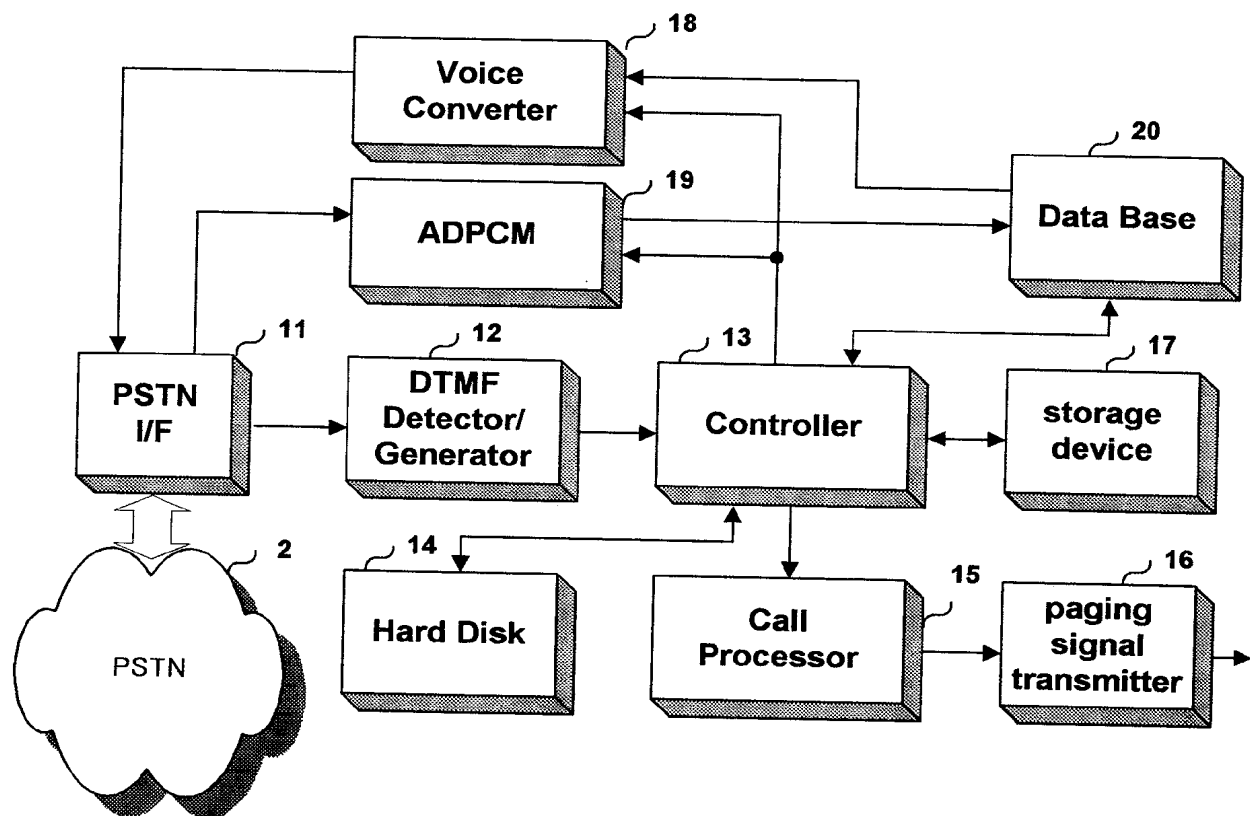 18
Voice
Converter
20
19
Data Base
ADPCM
11
12
13
17
PSTN
I/F
DTMF
Detector/
Generator
Controller
storage
device
2
14
15
16
PSTN
Hard Disk
Call
Processor
paging
signal
transmitter